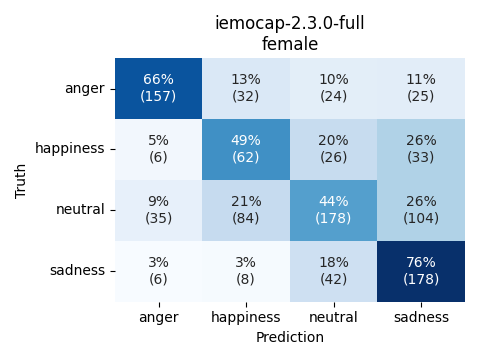 iemocap-2.3.0-full
female
Truth
anger
66% 13% 10% 11%
(157) (32) (24) (25)
happiness
5% 49% 20% 26%
(6) (62) (26) (33)
neutral
9% 21% 44% 26%
(35) (84) (178) (104)
sadness
3% 3% 18% 76%
(6) (8) (42) (178)
anger happiness neutral sadness
Prediction